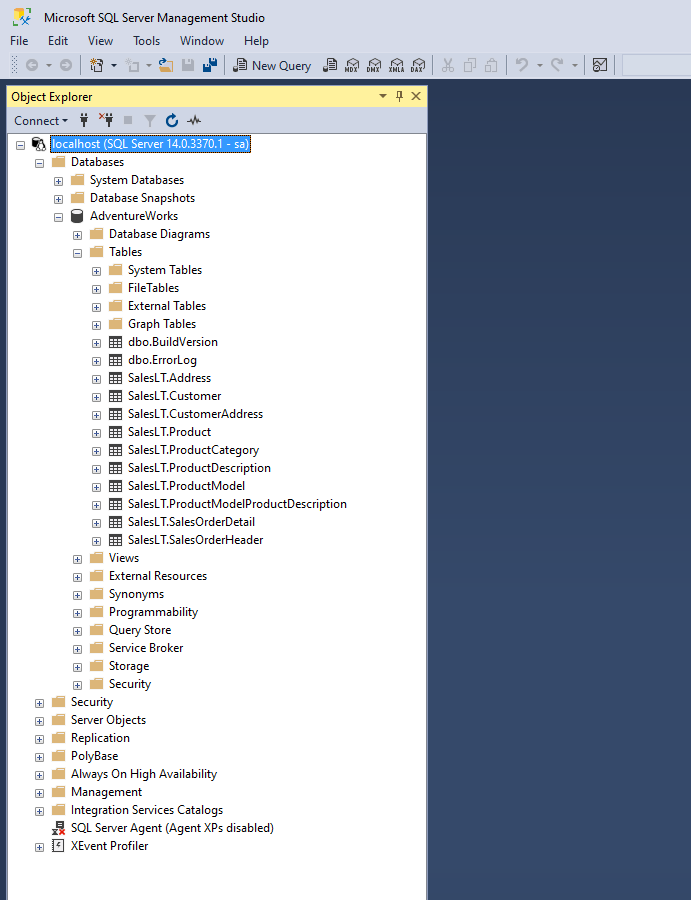 Microsoft SQL Server Management Studio
File Edit View Tools Window Help
New Query MDX DMX XMLA DAX
Object Explorer
Connect
localhost (SQL Server 14.0.3370.1 - sa)
Databases
System Databases
Database Snapshots
AdventureWorks
Database Diagrams
Tables
System Tables
FileTables
External Tables
Graph Tables
dbo.BuildVersion
dbo.ErrorLog
SalesLT.Address
SalesLT.Customer
SalesLT.CustomerAddress
SalesLT.Product
SalesLT.ProductCategory
SalesLT.ProductDescription
SalesLT.ProductModel
SalesLT.ProductModelProductDescription
SalesLT.SalesOrderDetail
SalesLT.SalesOrderHeader
Views
External Resources
Synonyms
Programmability
Query Store
Service Broker
Storage
Security
Security
Server Objects
Replication
PolyBase
Always On High Availability
Management
Integration Services Catalogs
SQL Server Agent (Agent XPs disabled)
XEvent Profiler